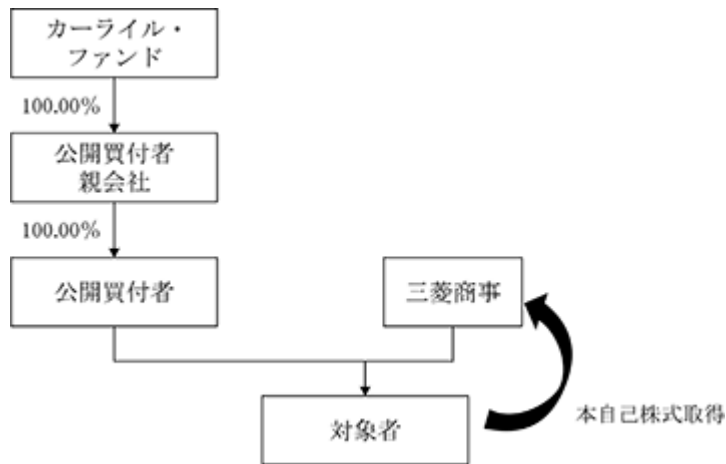 カーライル・
ファンド
100.00%
公開買付者
親会社
100.00%
公開買付者
三菱商事
対象者
本自己株式取得